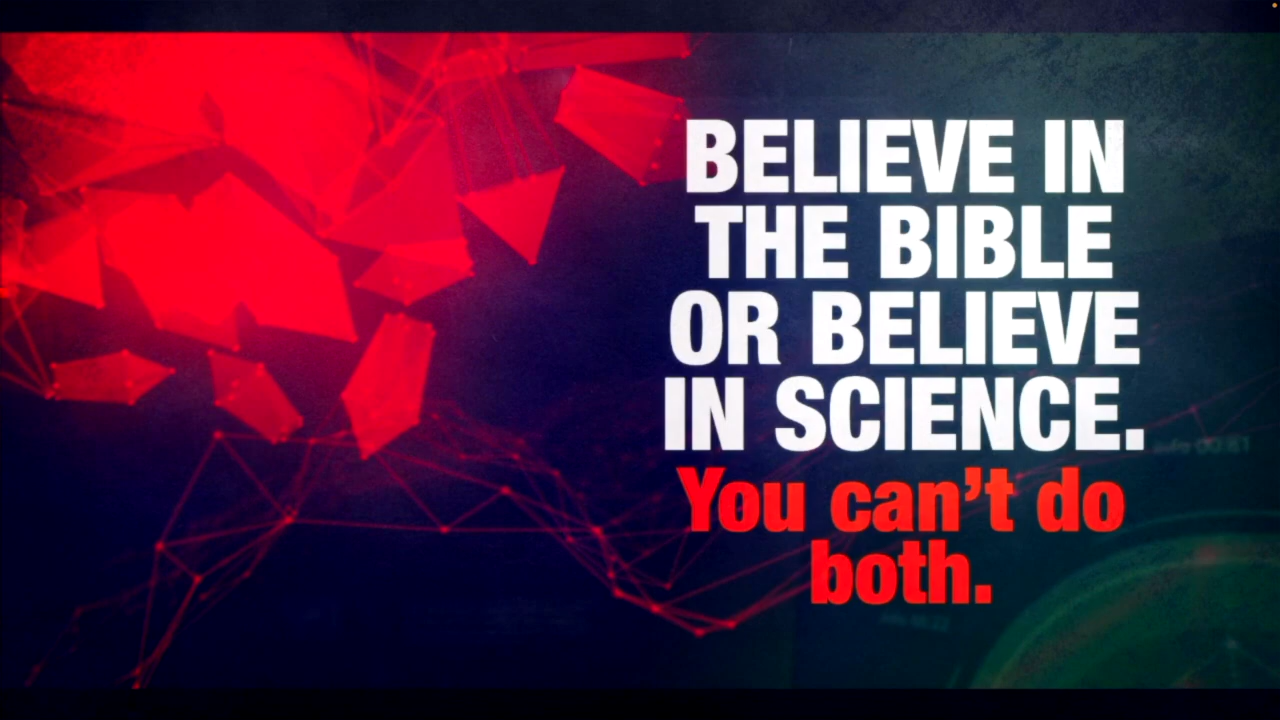 BELIEVE IN
THE BIBLE
OR BELIEVE
IN SCIENCE.
You can't do
both.